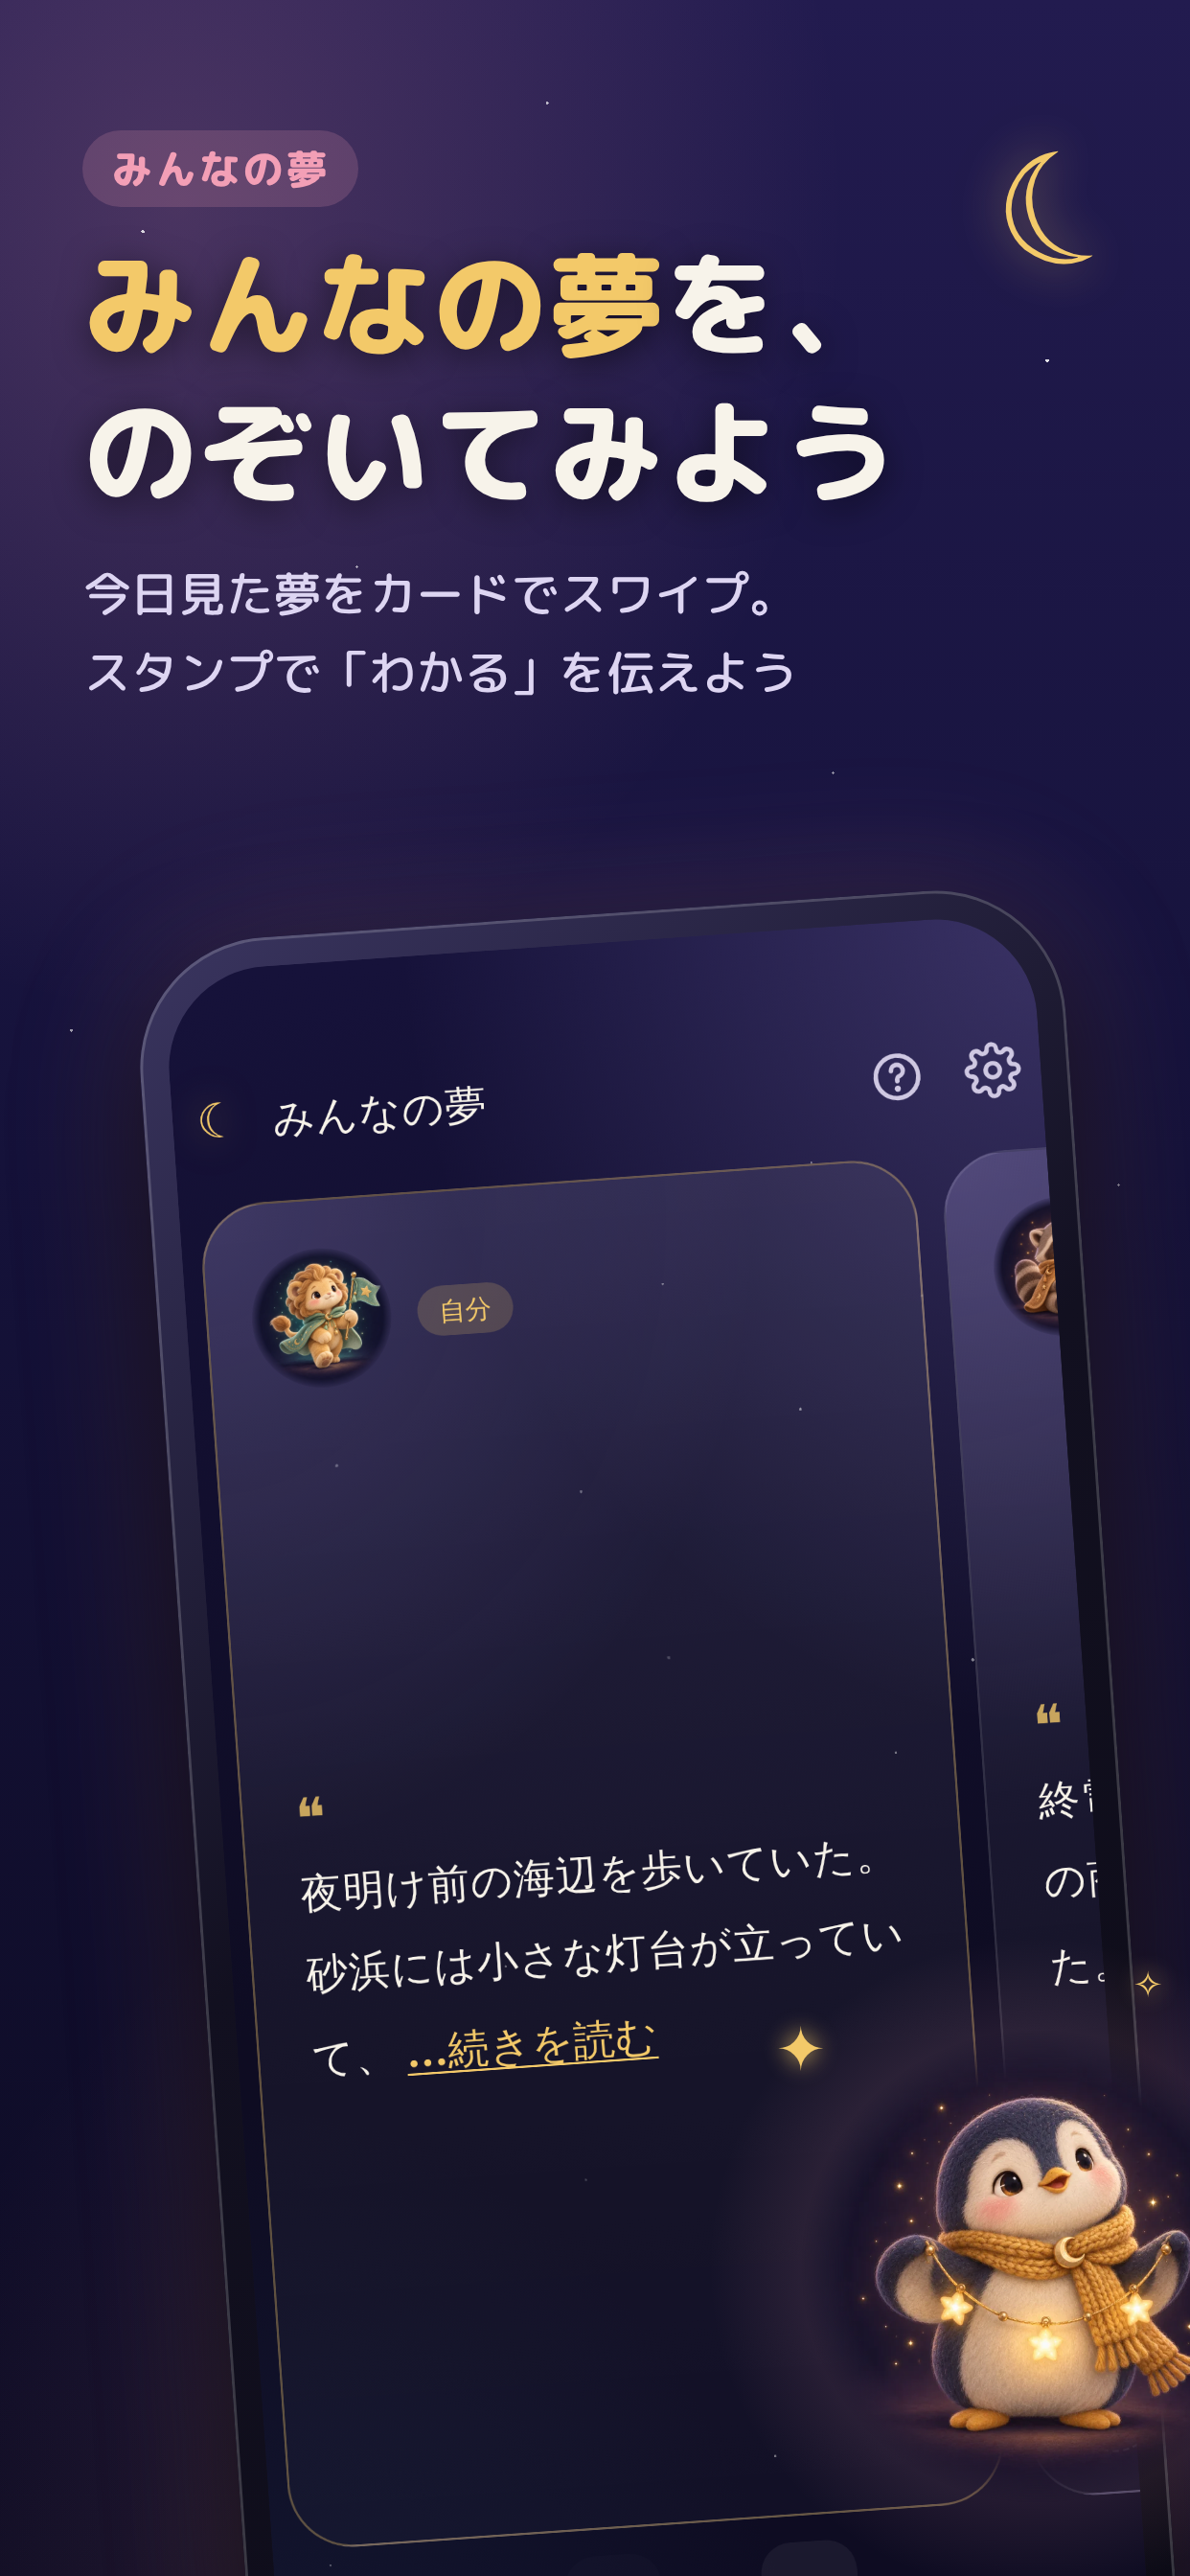 みんなの夢
みんなの夢を、
のぞいてみよう
今日見た夢をカードでスワイプ。
スタンプで「わかる」を伝えよう
みんなの夢
自分
❝
夜明け前の海辺を歩いていた。
砂浜には小さな灯台が立ってい
て、 …続きを読む
❝
終
の
た。